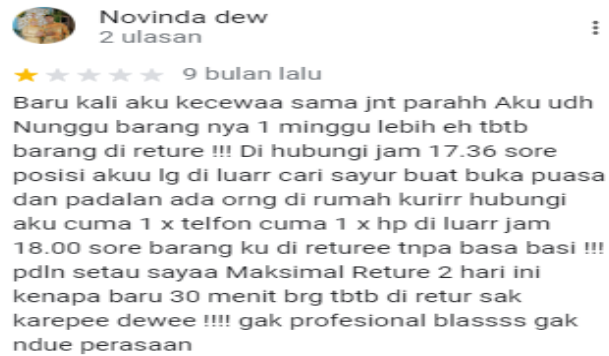 Novinda dew
2 ulasan
9 bulan lalu
Baru kali aku kecewaa sama jnt parahh Aku udh
Nunggu barang nya 1 minggu lebih eh tbtb
barang di reture !!! Di hubungi jam 17.36 sore
posisi akuu lg di luarr cari sayur buat buka puasa
dan padalan ada orng di rumah kurirr hubungi
aku cuma 1 x telfon cuma 1 x hp di luarr jam
18.00 sore barang ku di returee tnpa basa basi !!!
pdln setau sayaa Maksimal Reture 2 hari ini
kenapa baru 30 menit brg tbtb di retur sak
karepee dewee !!!! gak profesional blassss gak
ndue perasaan